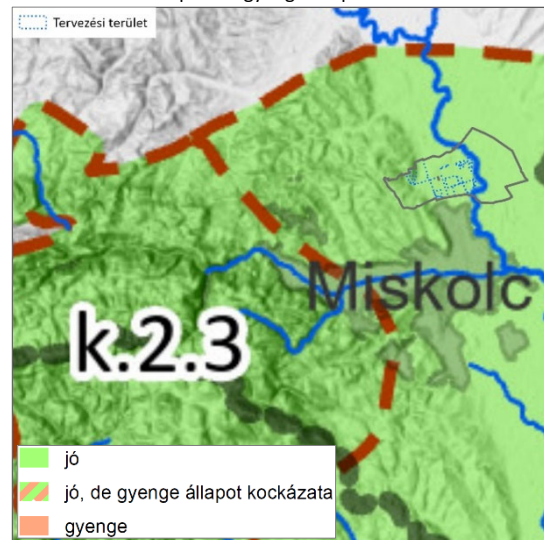 Tervezési terület
Miskolc
k.2.3
jó
jó, de gyenge állapot kockázata
gyenge